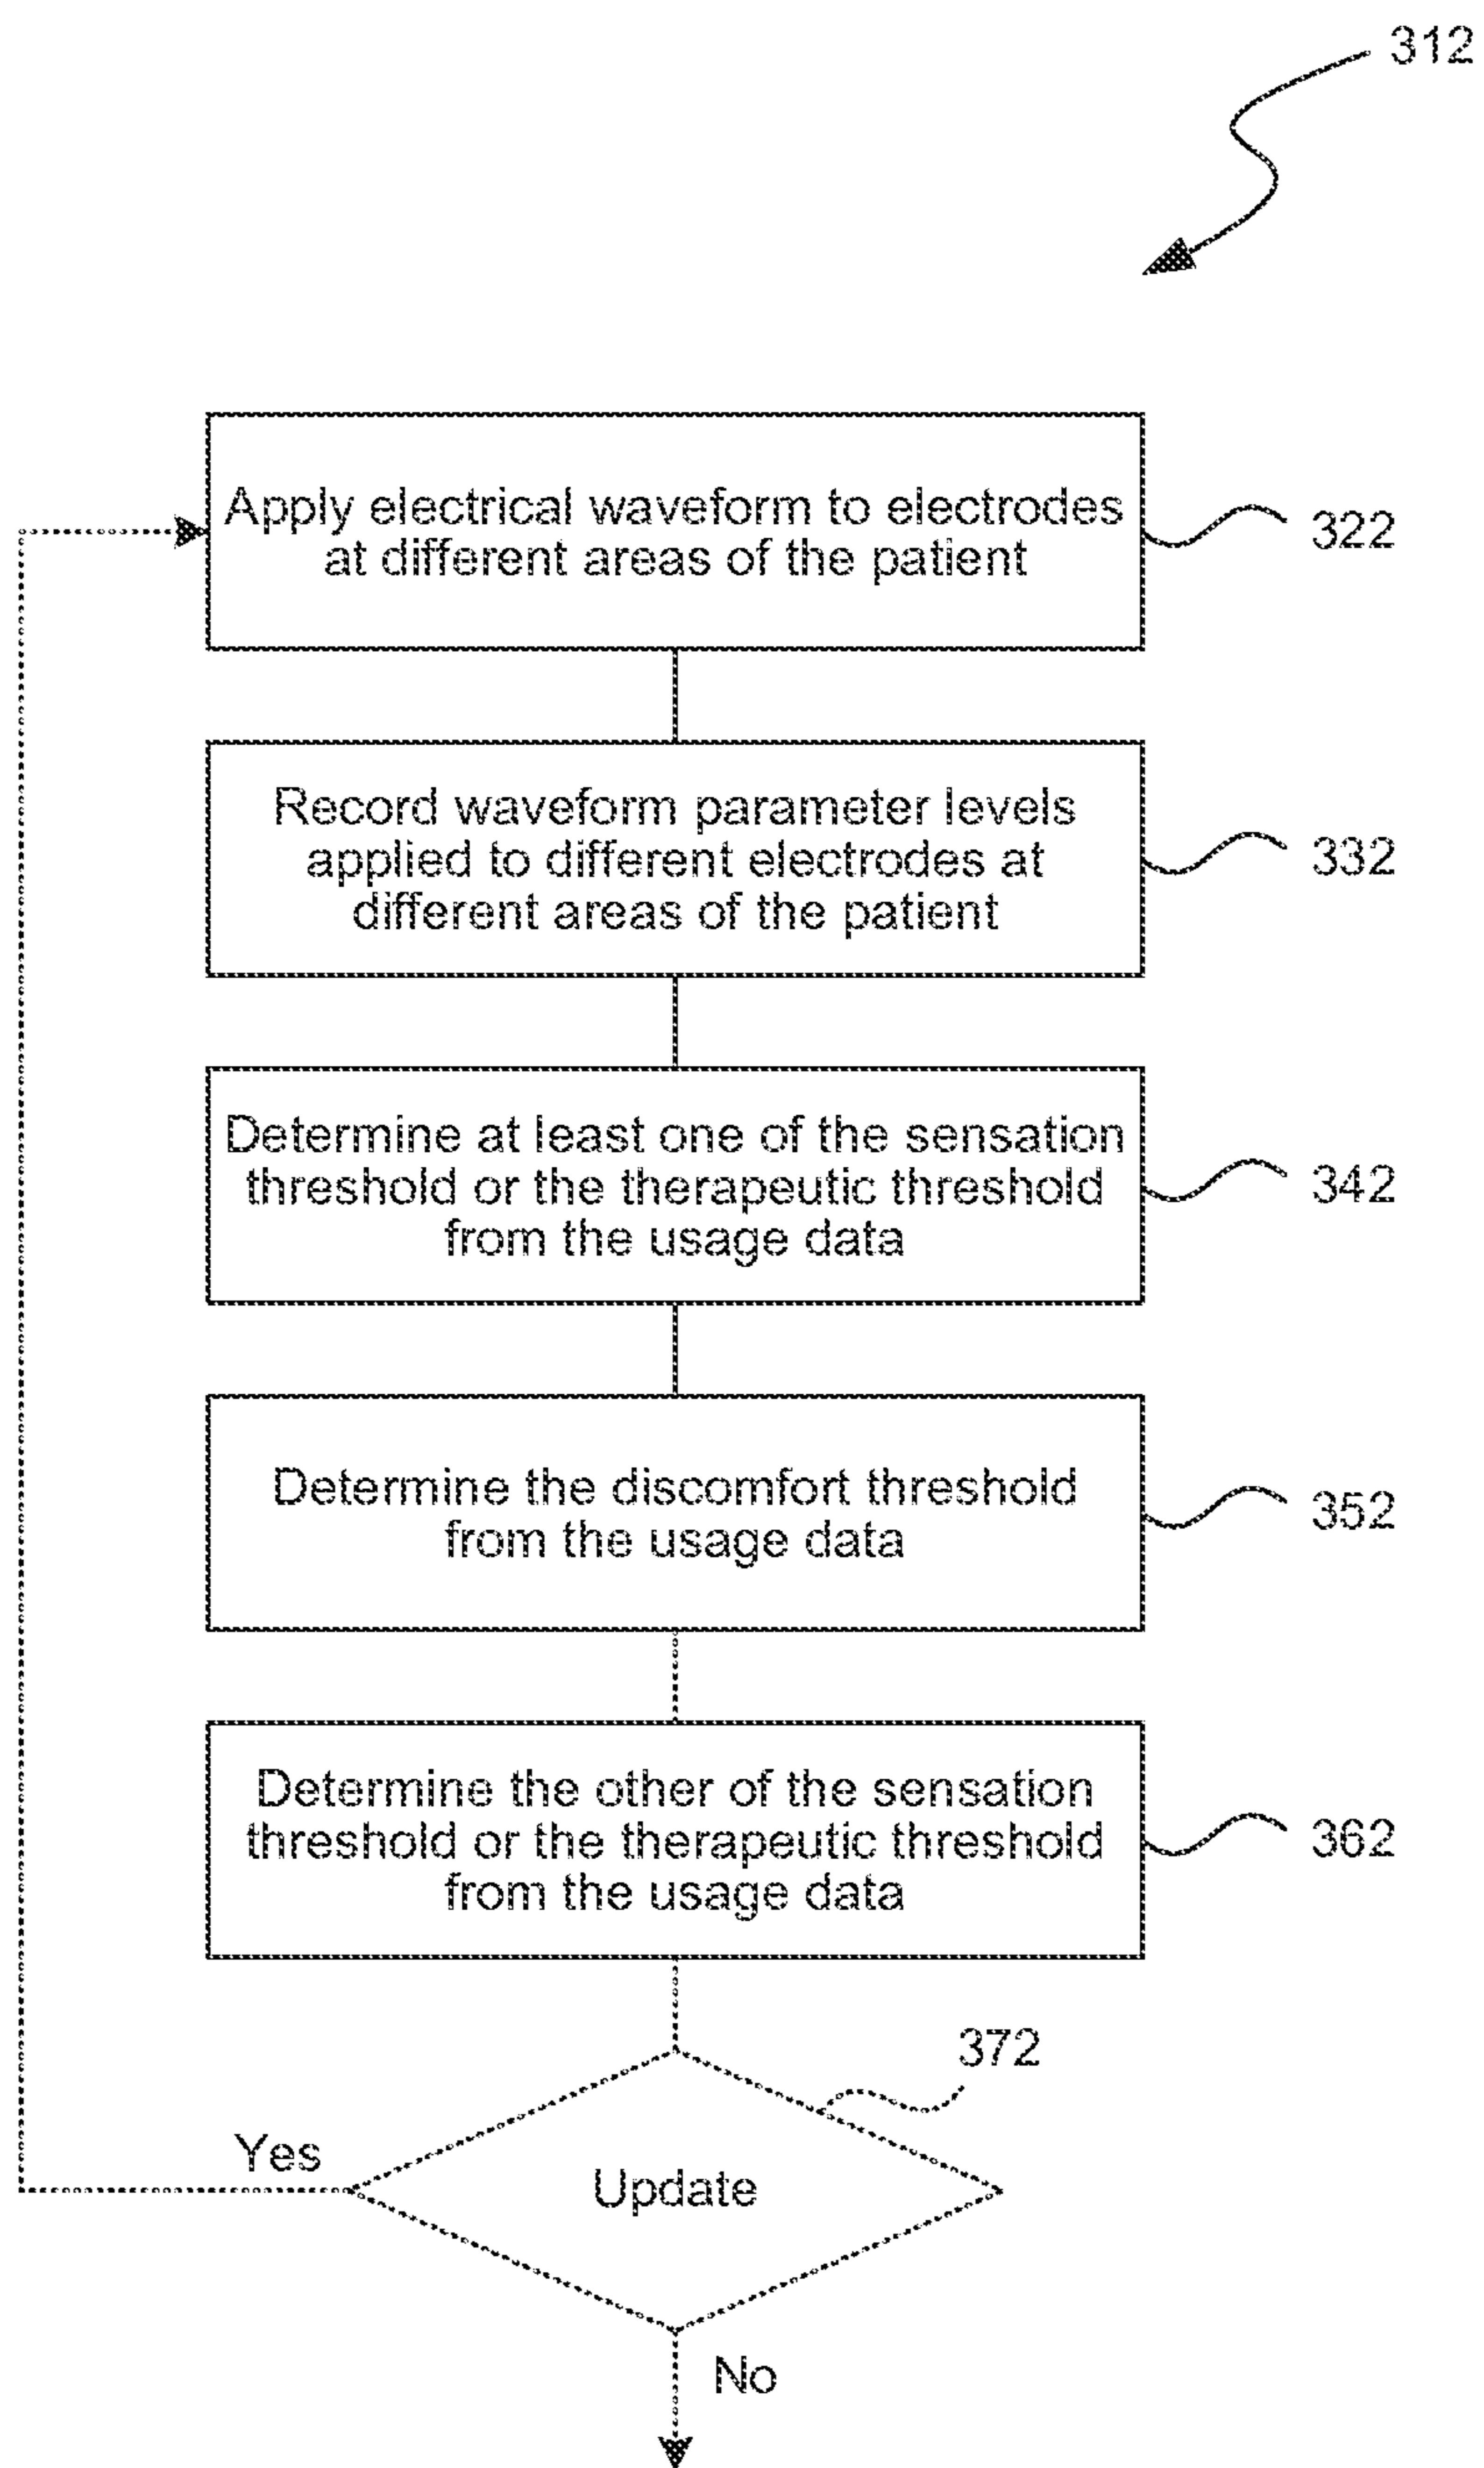 312
Apply electrical waveform to electrodes
at different areas of the patient
322
Record waveform parameter levels
applied to different electrodes at
different areas of the patient
332
Determine at least one of the sensation
threshold or the therapeutic threshold
from the usage data
342
Determine the discomfort threshold
from the usage data
352
Determine the other of the sensation
threshold or the therapeutic threshold
from the usage data
362
372
Yes
Update
No